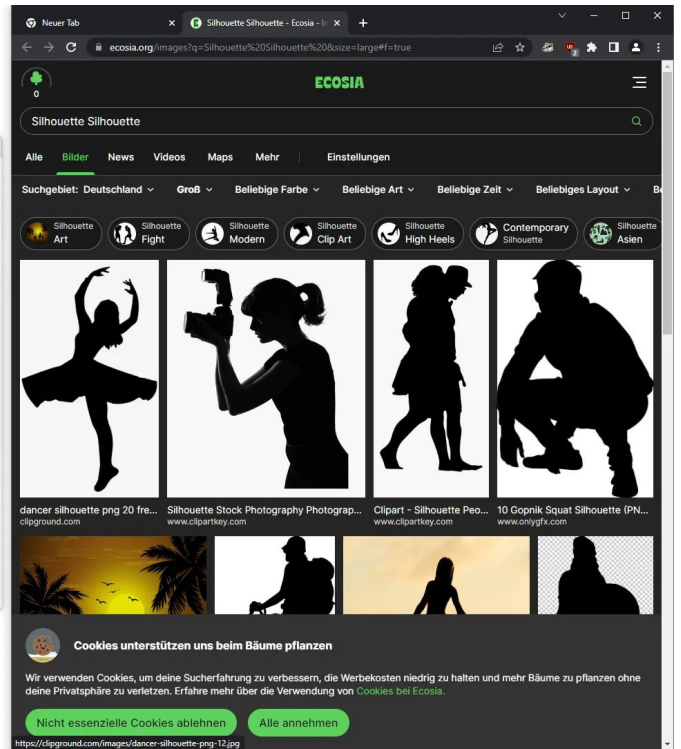 Neuer Tab
Silhouette Silhouette - Ecosia - In
ecosia.org/images?q=Silhouette%20Silhouette%20&size=large#f=true
2
0
ECOSIA
Silhouette Silhouette
Alle Bilder News Videos Maps Mehr Einstellungen
Suchgebiet: Deutschland Groß Beliebige Farbe Beliebige Art Beliebige Zeit Beliebiges Layout Be
Silhouette Art
Silhouette Fight
Silhouette Modern
Silhouette Clip Art
Silhouette High Heels
Contemporary Silhouette
Silhouette Asien
dancer silhouette png 20 fre...
clipground.com
Silhouette Stock Photography Photograp...
www.clipartkey.com
Clipart - Silhouette Peo...
www.clipartkey.com
10 Gopnik Squat Silhouette (PN...
www.onlygfx.com
Cookies unterstützen uns beim Bäume pflanzen
Wir verwenden Cookies, um deine Sucherfahrung zu verbessern, die Werbekosten niedrig zu halten und mehr Bäume zu pflanzen ohne
deine Privatsphäre zu verletzen. Erfahre mehr über die Verwendung von Cookies bei Ecosia.
Nicht essenzielle Cookies ablehnen Alle annehmen
https://clipground.com/images/dancer-silhouette-png-12.jpg